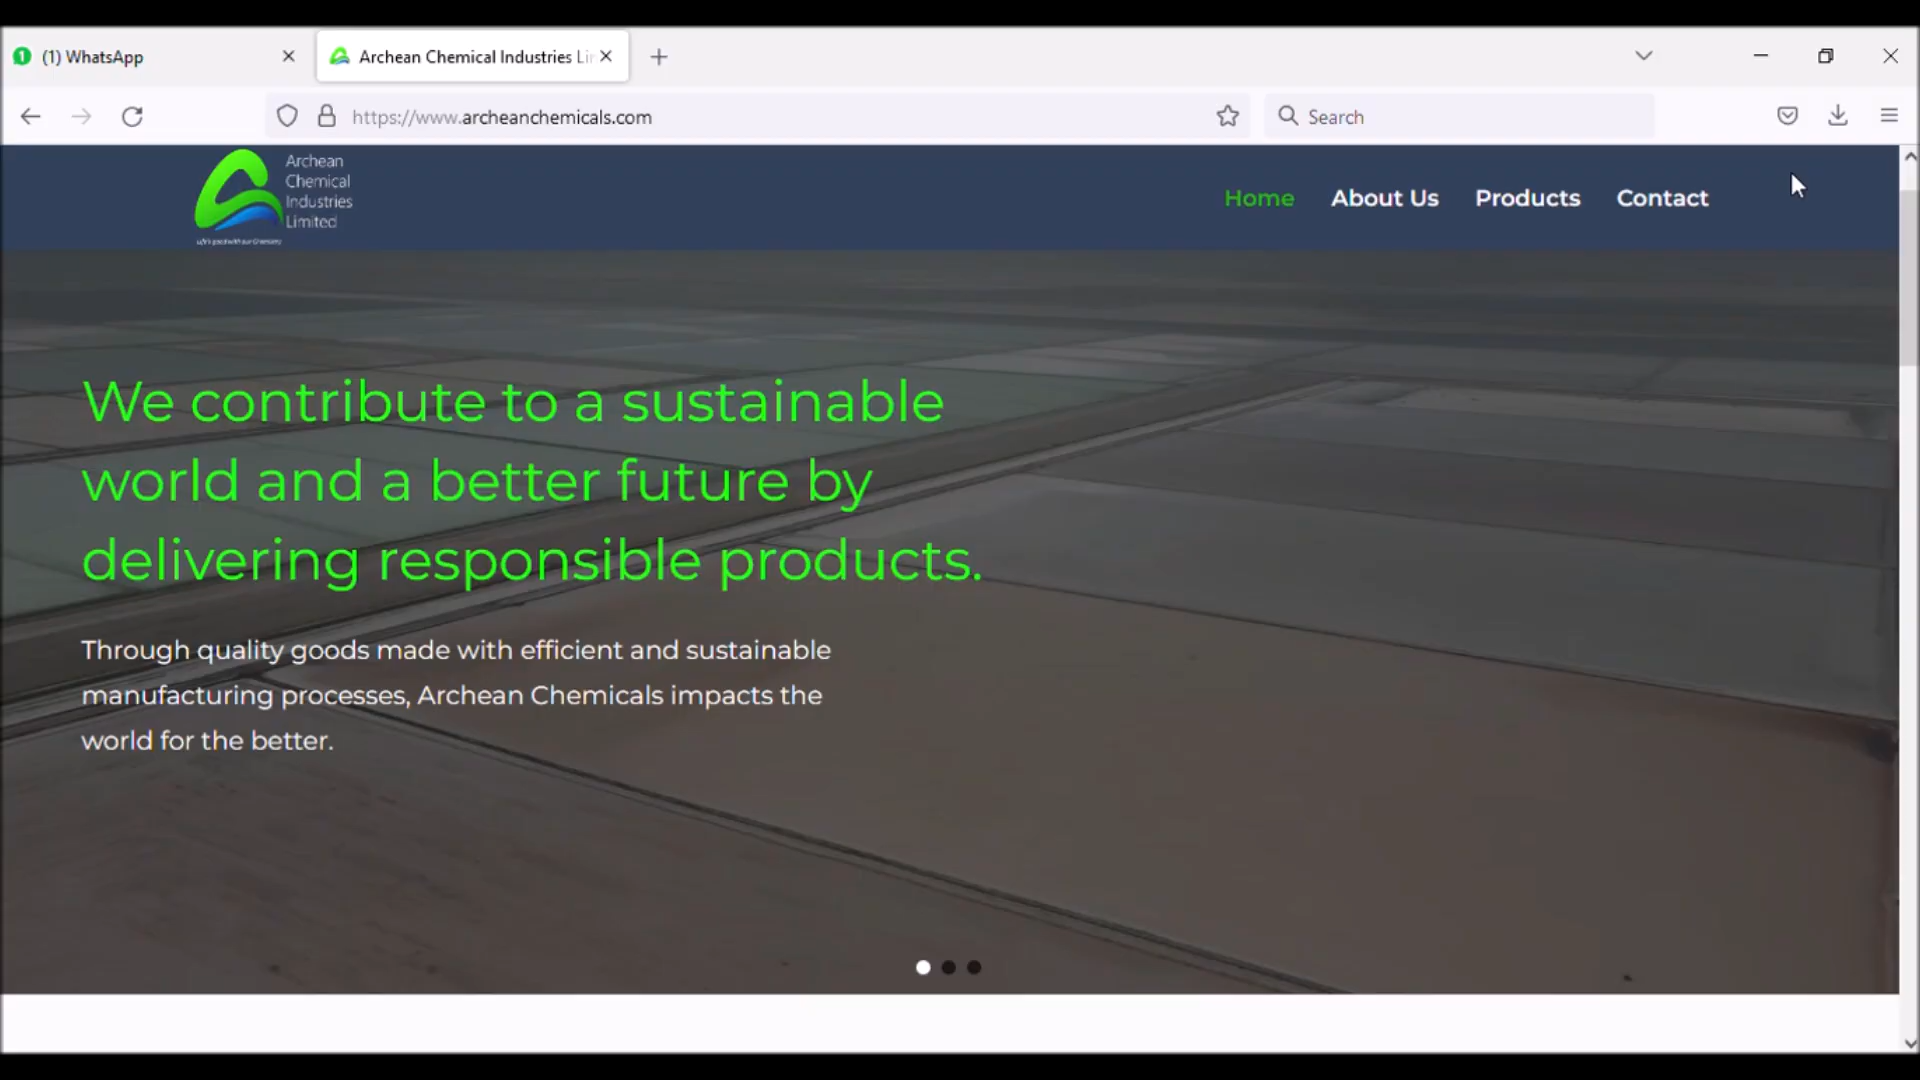 1 (1) WhatsApp
Archean Chemical Industries Li
https://www.archeanchemicals.com
Search
Archean
Chemical
Industries
Limited
Home About Us Products Contact
We contribute to a sustainable
world and a better future by
delivering responsible products.
Through quality goods made with efficient and sustainable
manufacturing processes, Archean Chemicals impacts the
world for the better.